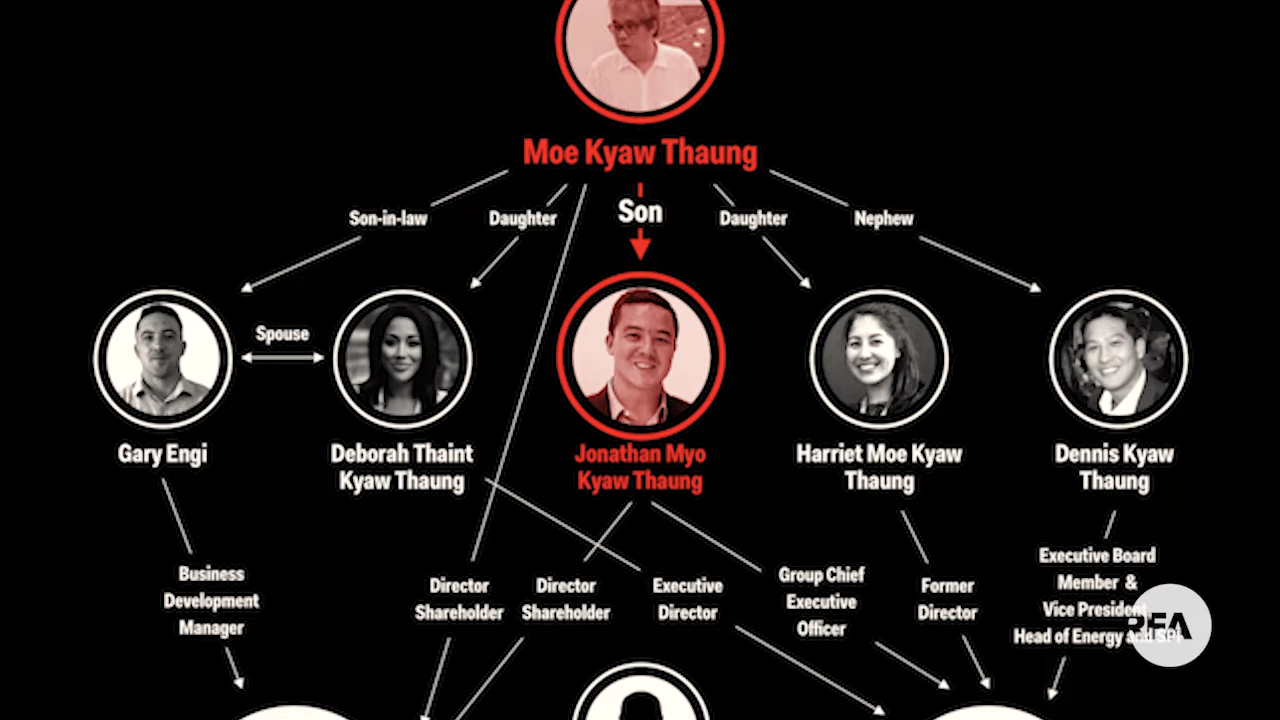 Moe Kyaw Thaung
Son-in-law
Daughter
Son
Daughter
Nephew
Spouse
Gary Engi
Deborah Thaint
Kyaw Thaung
Jonathan Myo
Kyaw Thaung
Harriet Moe Kyaw
Thaung
Dennis Kyaw
Thaung
Business
Development
Manager
Director
Shareholder
Director
Shareholder
Executive
Director
Group Chief
Executive
Officer
Former
Director
Executive Board
Member &
Vice President
Head of Energy and
RFA